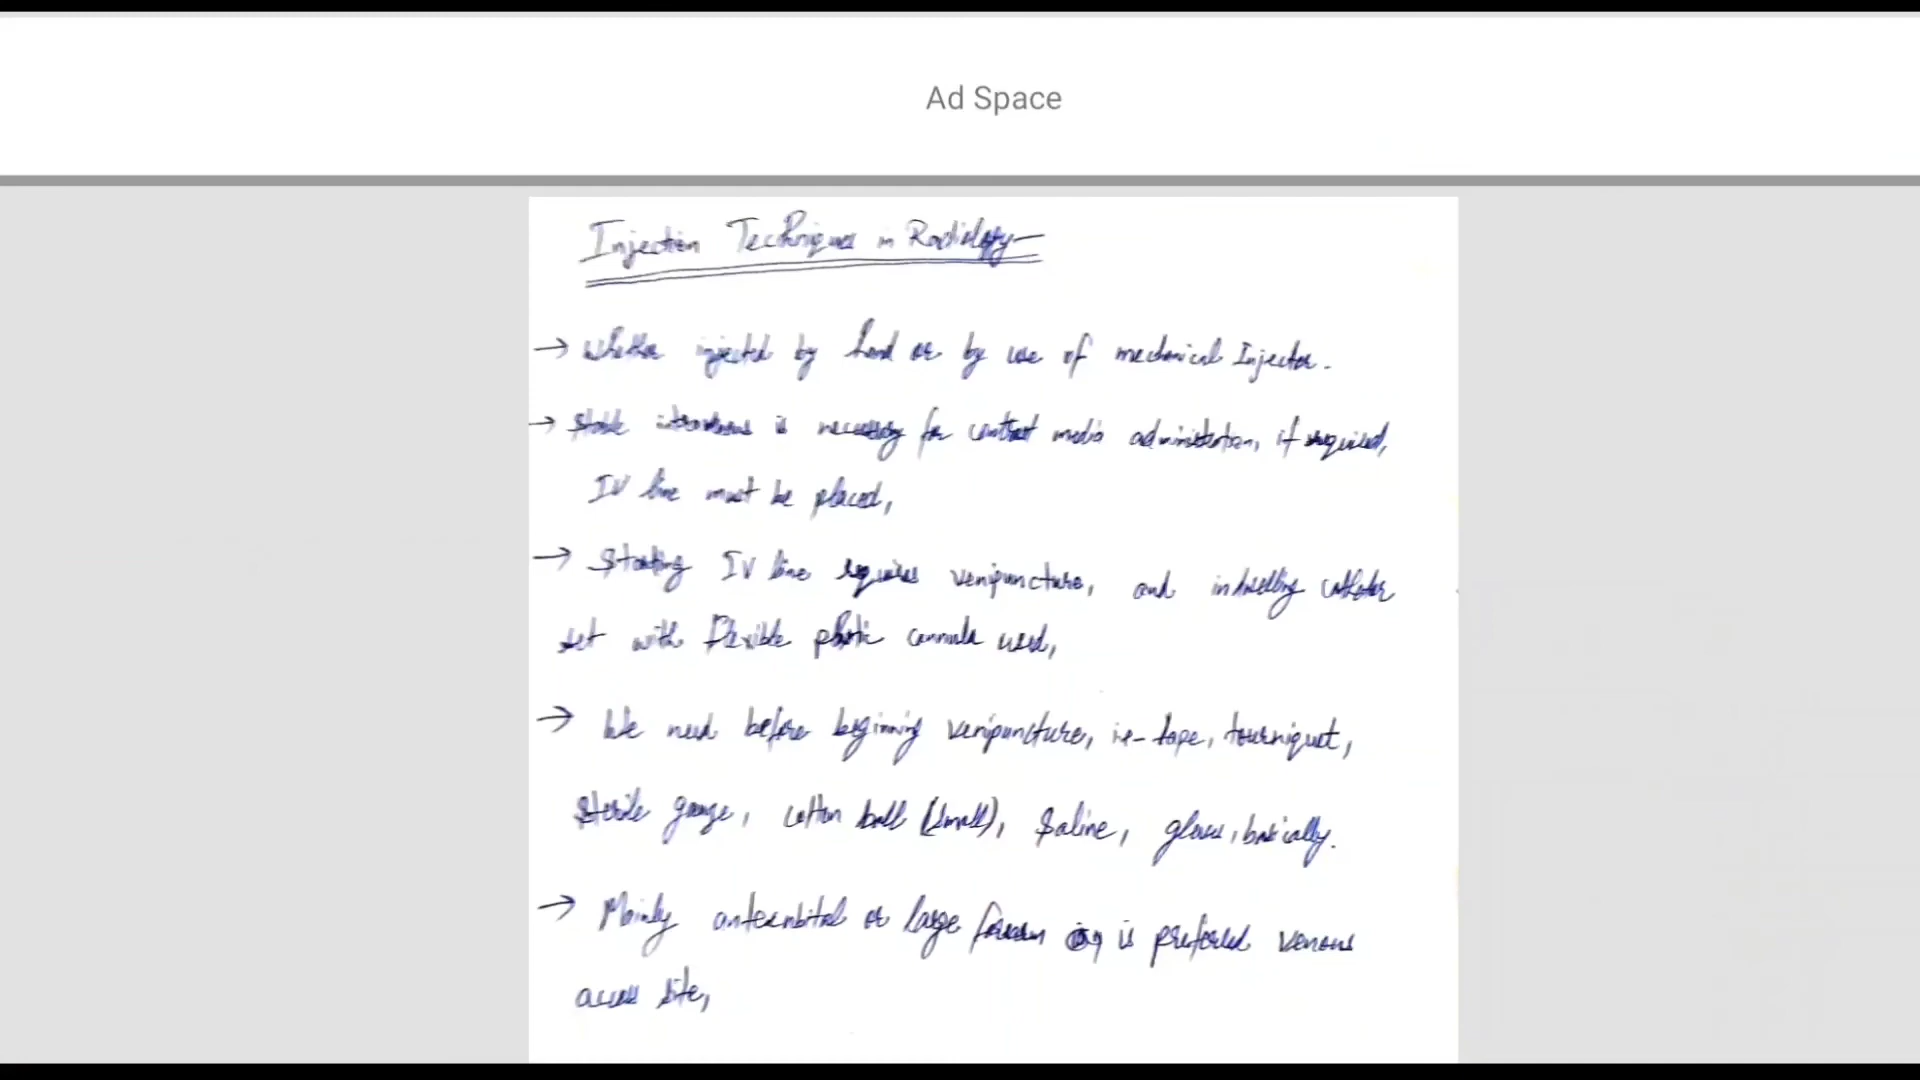 Ad Space
Injection Techniques in Radiology
→ Whether injected by hand or by use of mechanical Injector.
→ Stable intravenous is necessary for contrast media administration, if required,
IV line must be placed,
→ Starting IV line requires venipuncture, and indwelling catheter
set with flexible plastic cannula used,
→ We need before beginning venipuncture, i.e- tape, tourniquet,
Sterile gauge, cotton ball (small), Saline, gloves, basically.
→ Mainly or large is preferred venous
access site,